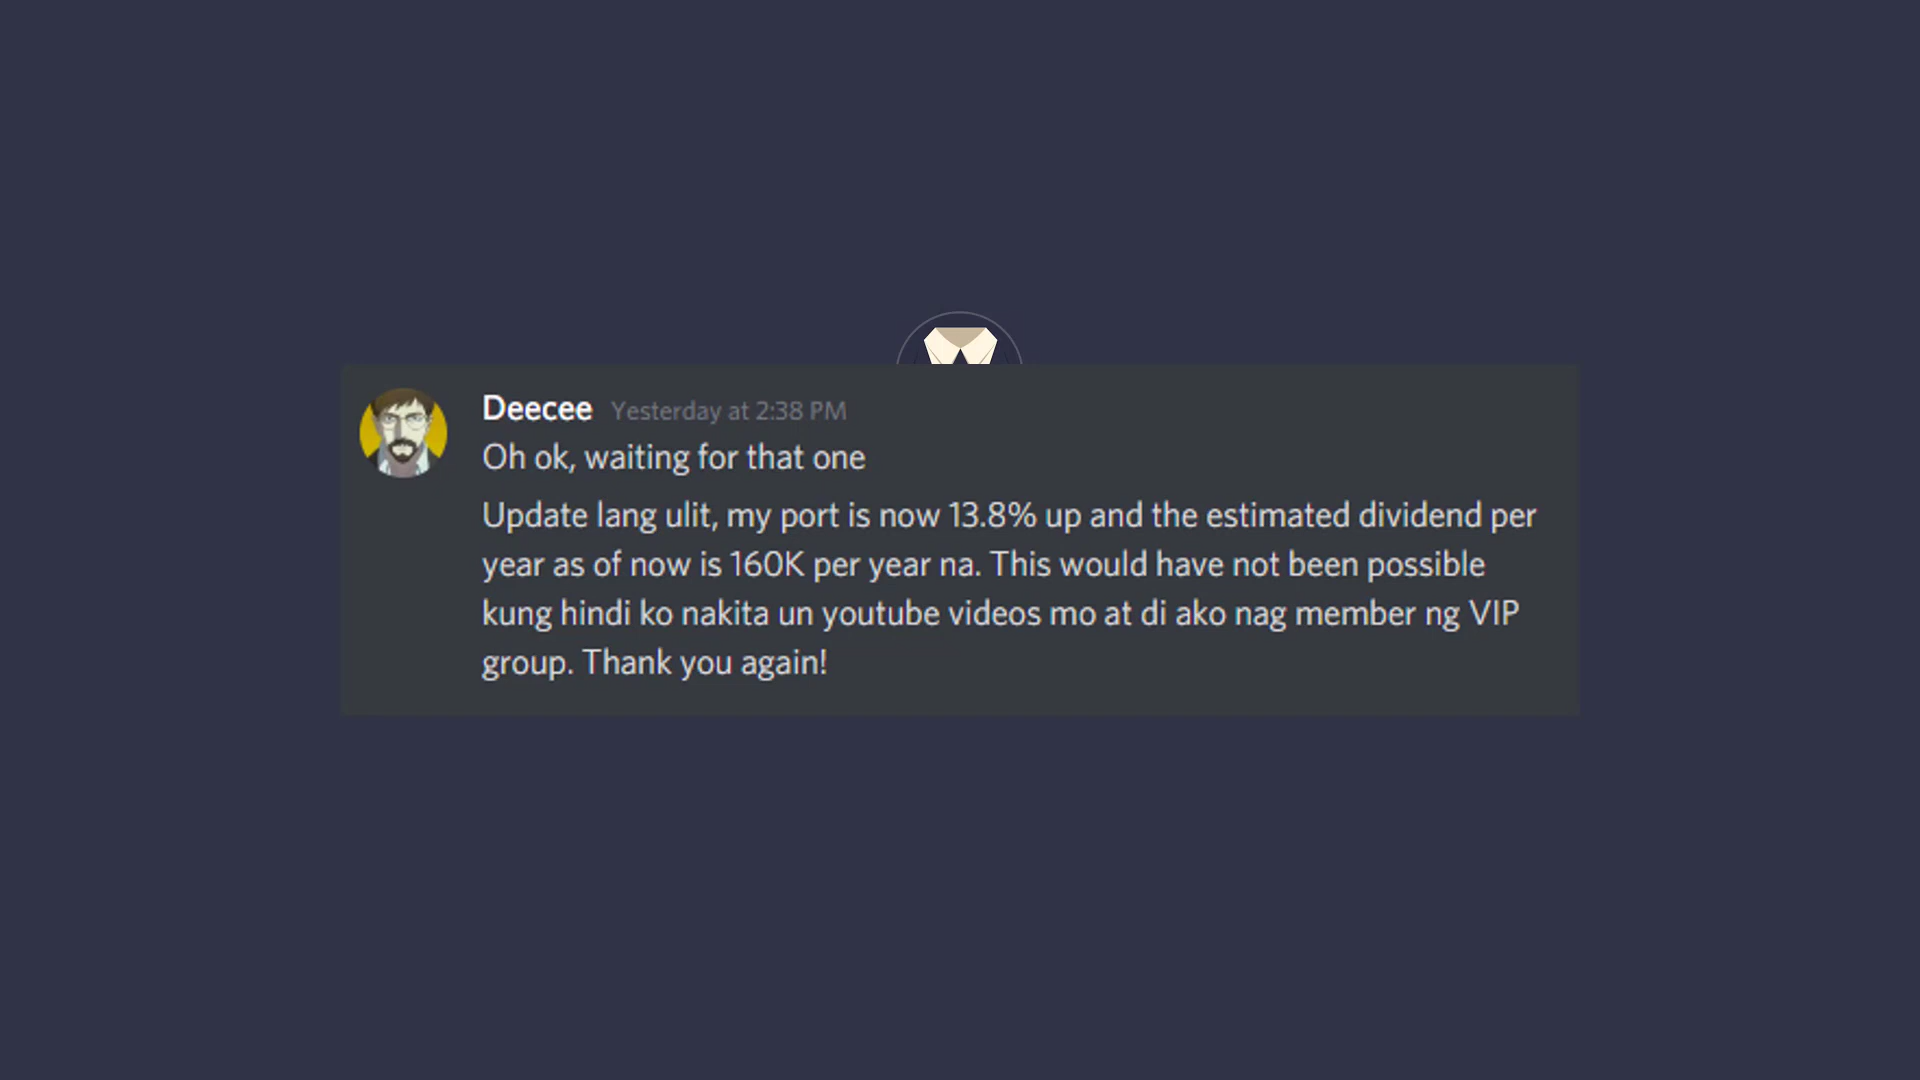 Deecee Yesterday at 2:38 PM
Oh ok, waiting for that one
Update lang ulit, my port is now 13.8% up and the estimated dividend per
year as of now is 160K per year na. This would have not been possible
kung hindi ko nakita un youtube videos mo at di ako nag member ng VIP
group. Thank you again!